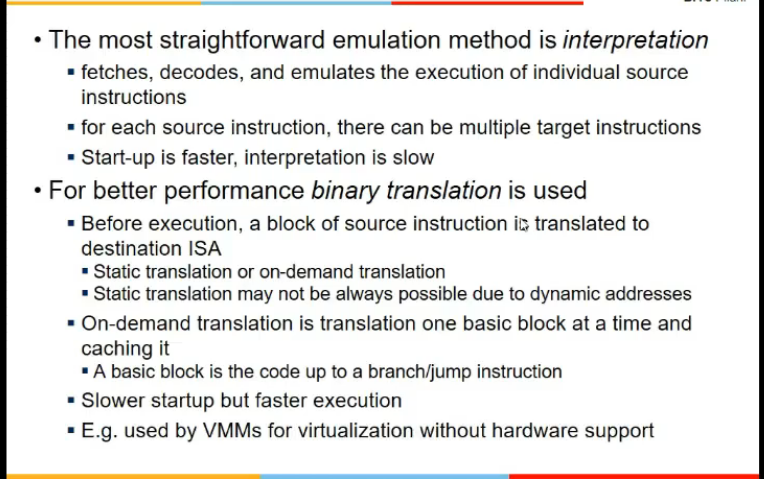 • The most straightforward emulation method is interpretation
▪ fetches, decodes, and emulates the execution of individual source
instructions
▪ for each source instruction, there can be multiple target instructions
▪ Start-up is faster, interpretation is slow
• For better performance binary translation is used
▪ Before execution, a block of source instruction is translated to
destination ISA
▪ Static translation or on-demand translation
▪ Static translation may not be always possible due to dynamic addresses
▪ On-demand translation is translation one basic block at a time and
caching it
▪ A basic block is the code up to a branch/jump instruction
▪ Slower startup but faster execution
▪ E.g. used by VMMs for virtualization without hardware support